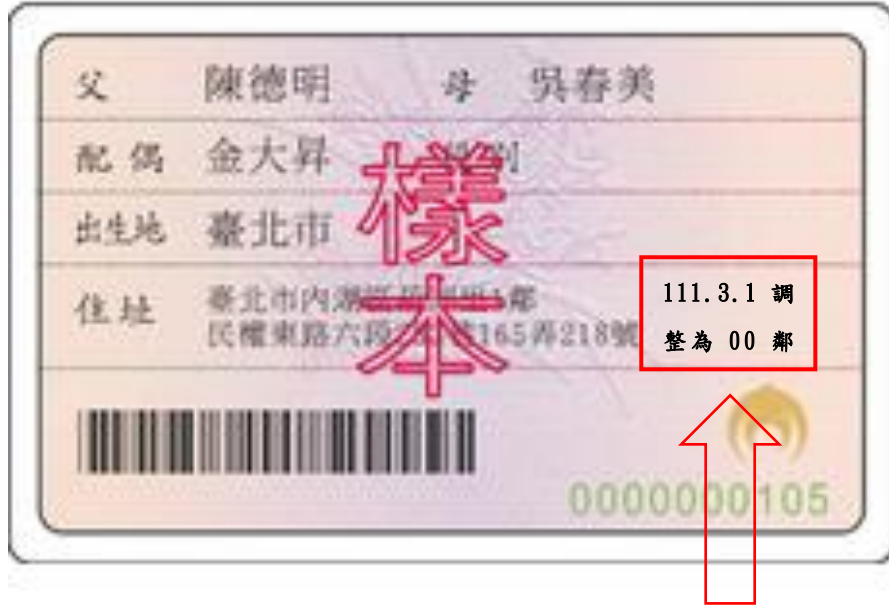 父 陳德明 母 吳春美
配偶 金大昇
出生地 臺北市
住址 臺北市內湖區 鄰
民權東路六段 165弄218號
111.3.1 調
整為 00 鄰
樣本
0000000105